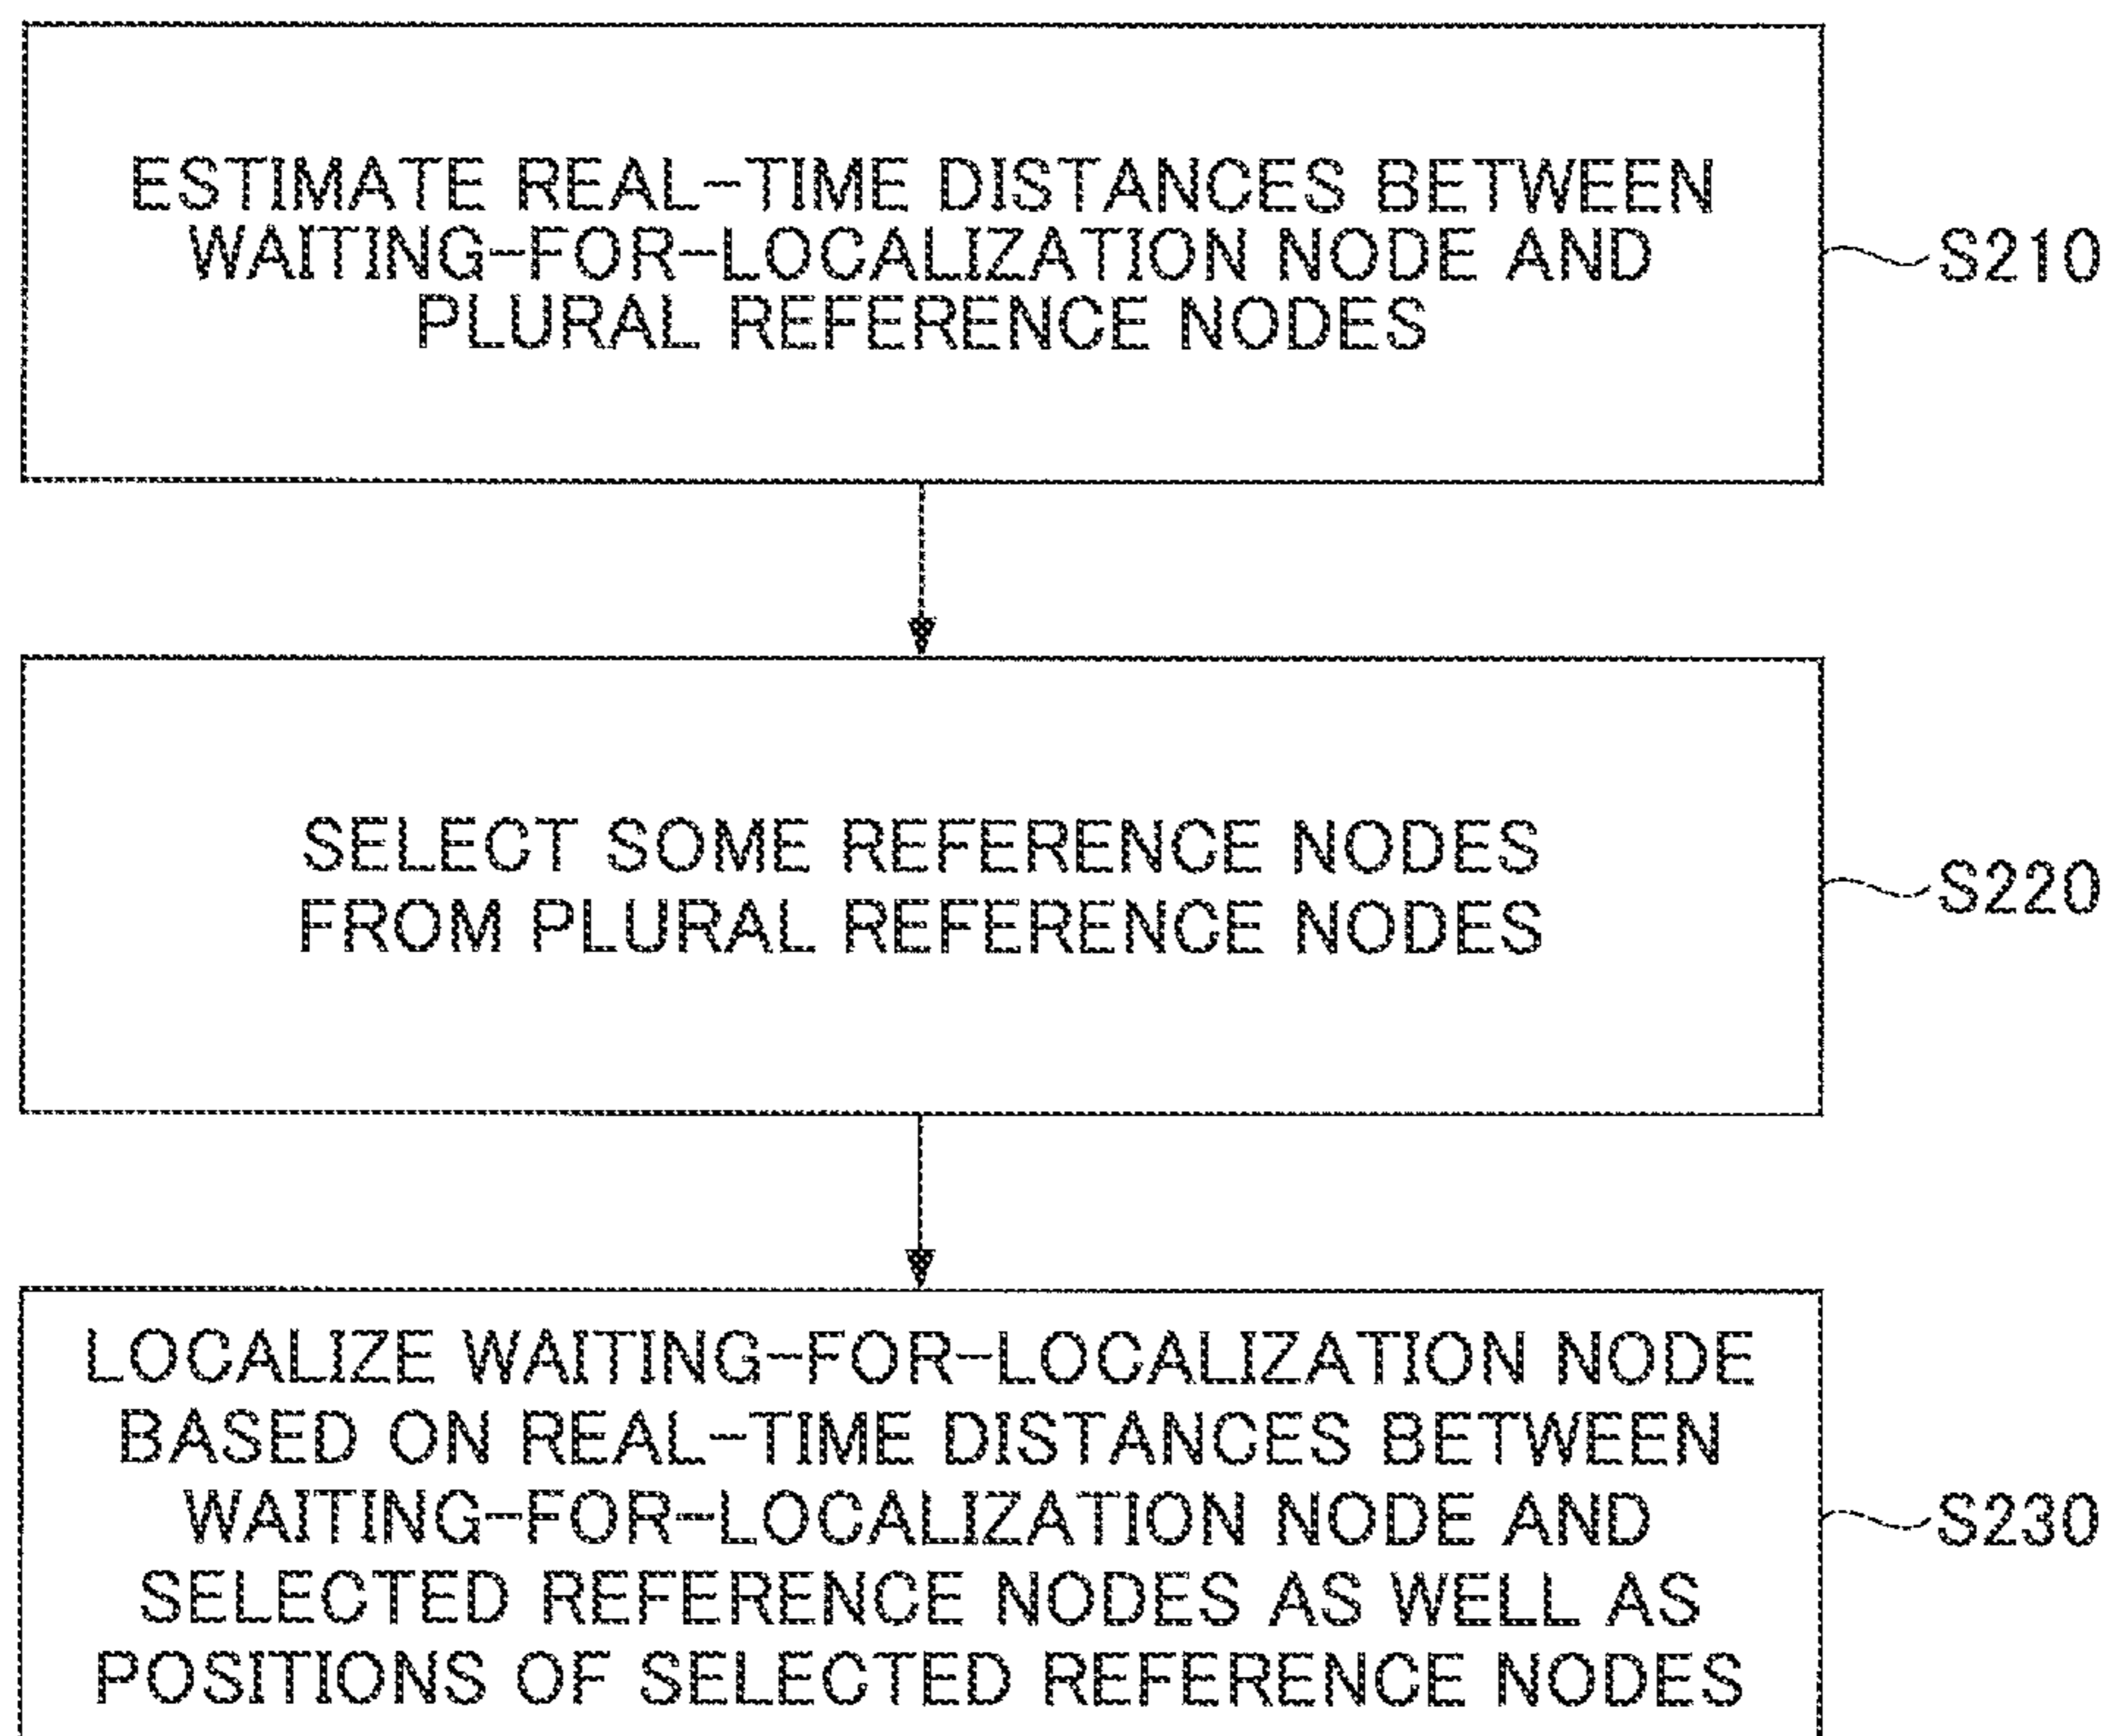 ESTIMATE REAL-TIME DISTANCES BETWEEN
WAITING-FOR-LOCALIZATION NODE AND
PLURAL REFERENCE NODES
S210
SELECT SOME REFERENCE NODES
FROM PLURAL REFERENCE NODES
S220
LOCALIZE WAITING-FOR-LOCALIZATION NODE
BASED ON REAL-TIME DISTANCES BETWEEN
WAITING-FOR-LOCALIZATION NODE AND
SELECTED REFERENCE NODES AS WELL AS
POSITIONS OF SELECTED REFERENCE NODES
S230